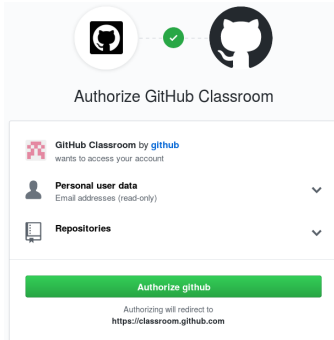 Authorize GitHub Classroom
GitHub Classroom by github
wants to access your account
Personal user data
Email addresses (read-only)
Repositories
Authorize github
Authorizing will redirect to
https://classroom.github.com